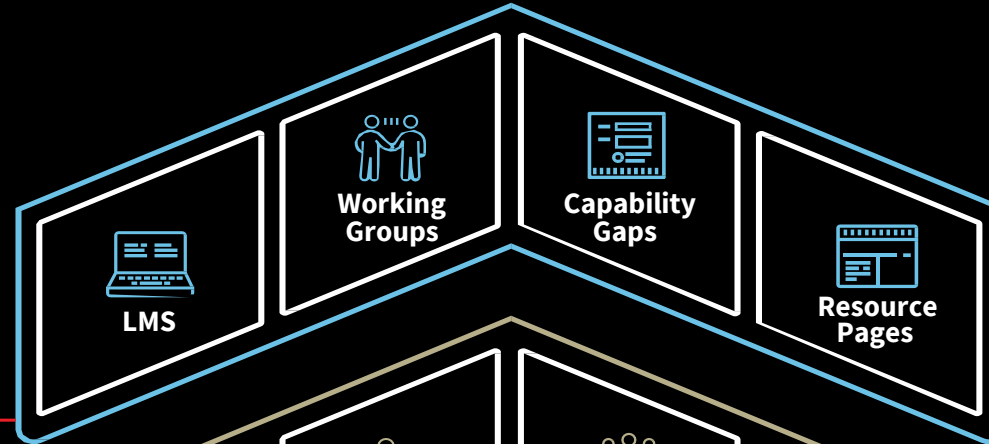 LMS
Working
Groups
Capability
Gaps
Resource
Pages